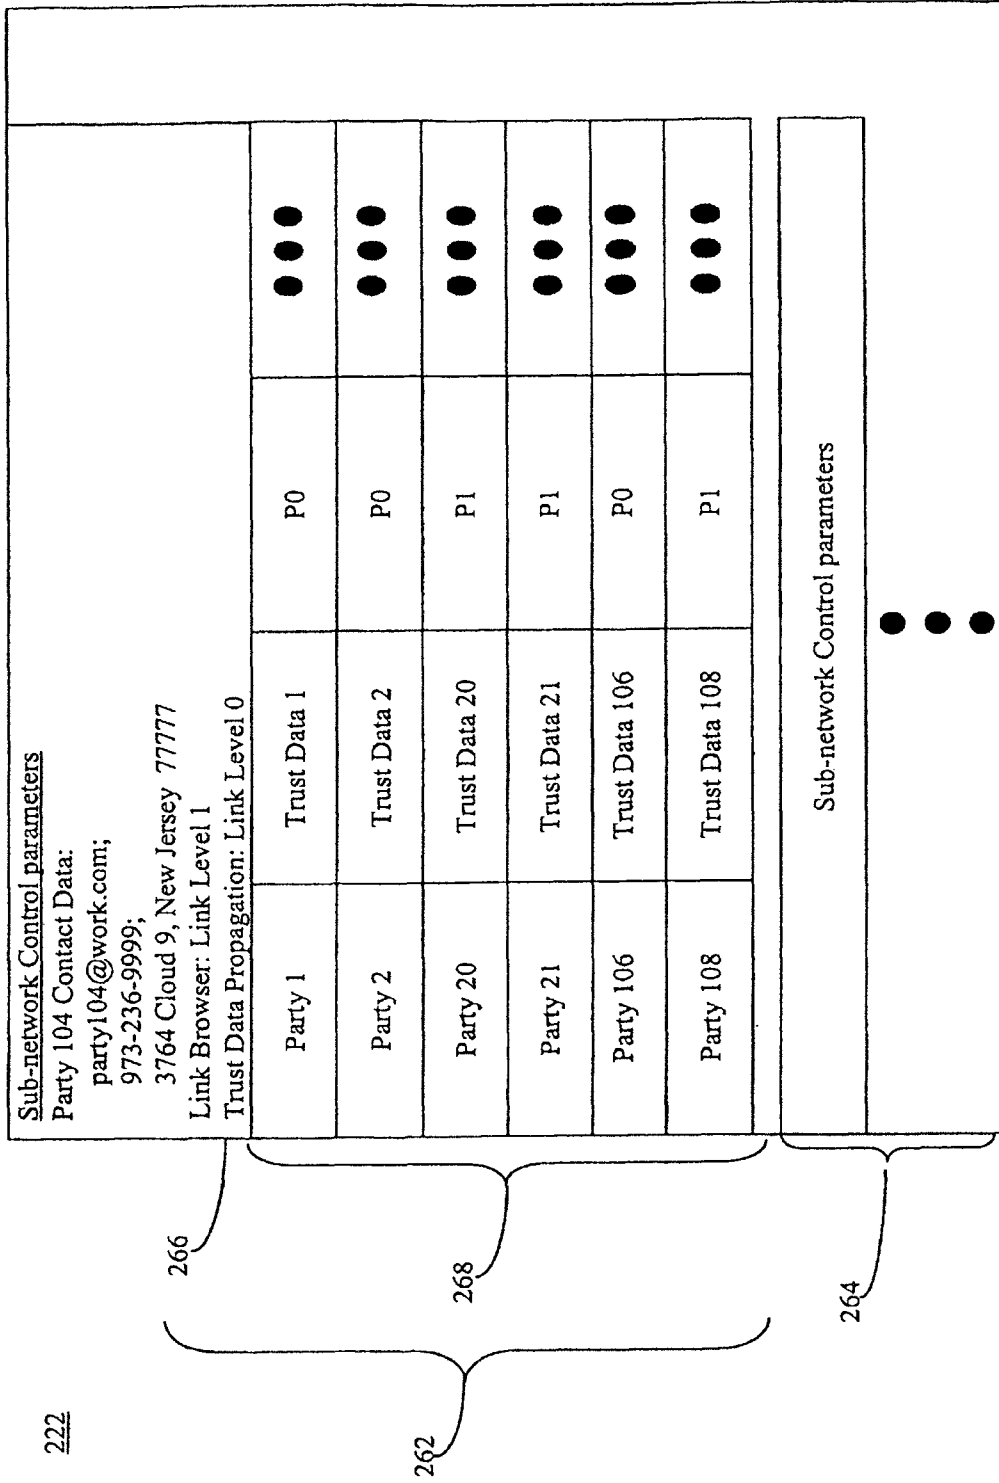 222
Sub-network Control parameters
Party 104 Contact Data:
party104@work.com;
973-236-9999;
3764 Cloud 9, New Jersey 77777
Link Browser: Link Level 1
Trust Data Propagation: Link Level 0
Party 1 Trust Data 1 P0
Party 2 Trust Data 2 P0
Party 20 Trust Data 20 P1
Party 21 Trust Data 21 P1
Party 106 Trust Data 106 P0
Party 108 Trust Data 108 P1
Sub-network Control parameters
266
268
262
264